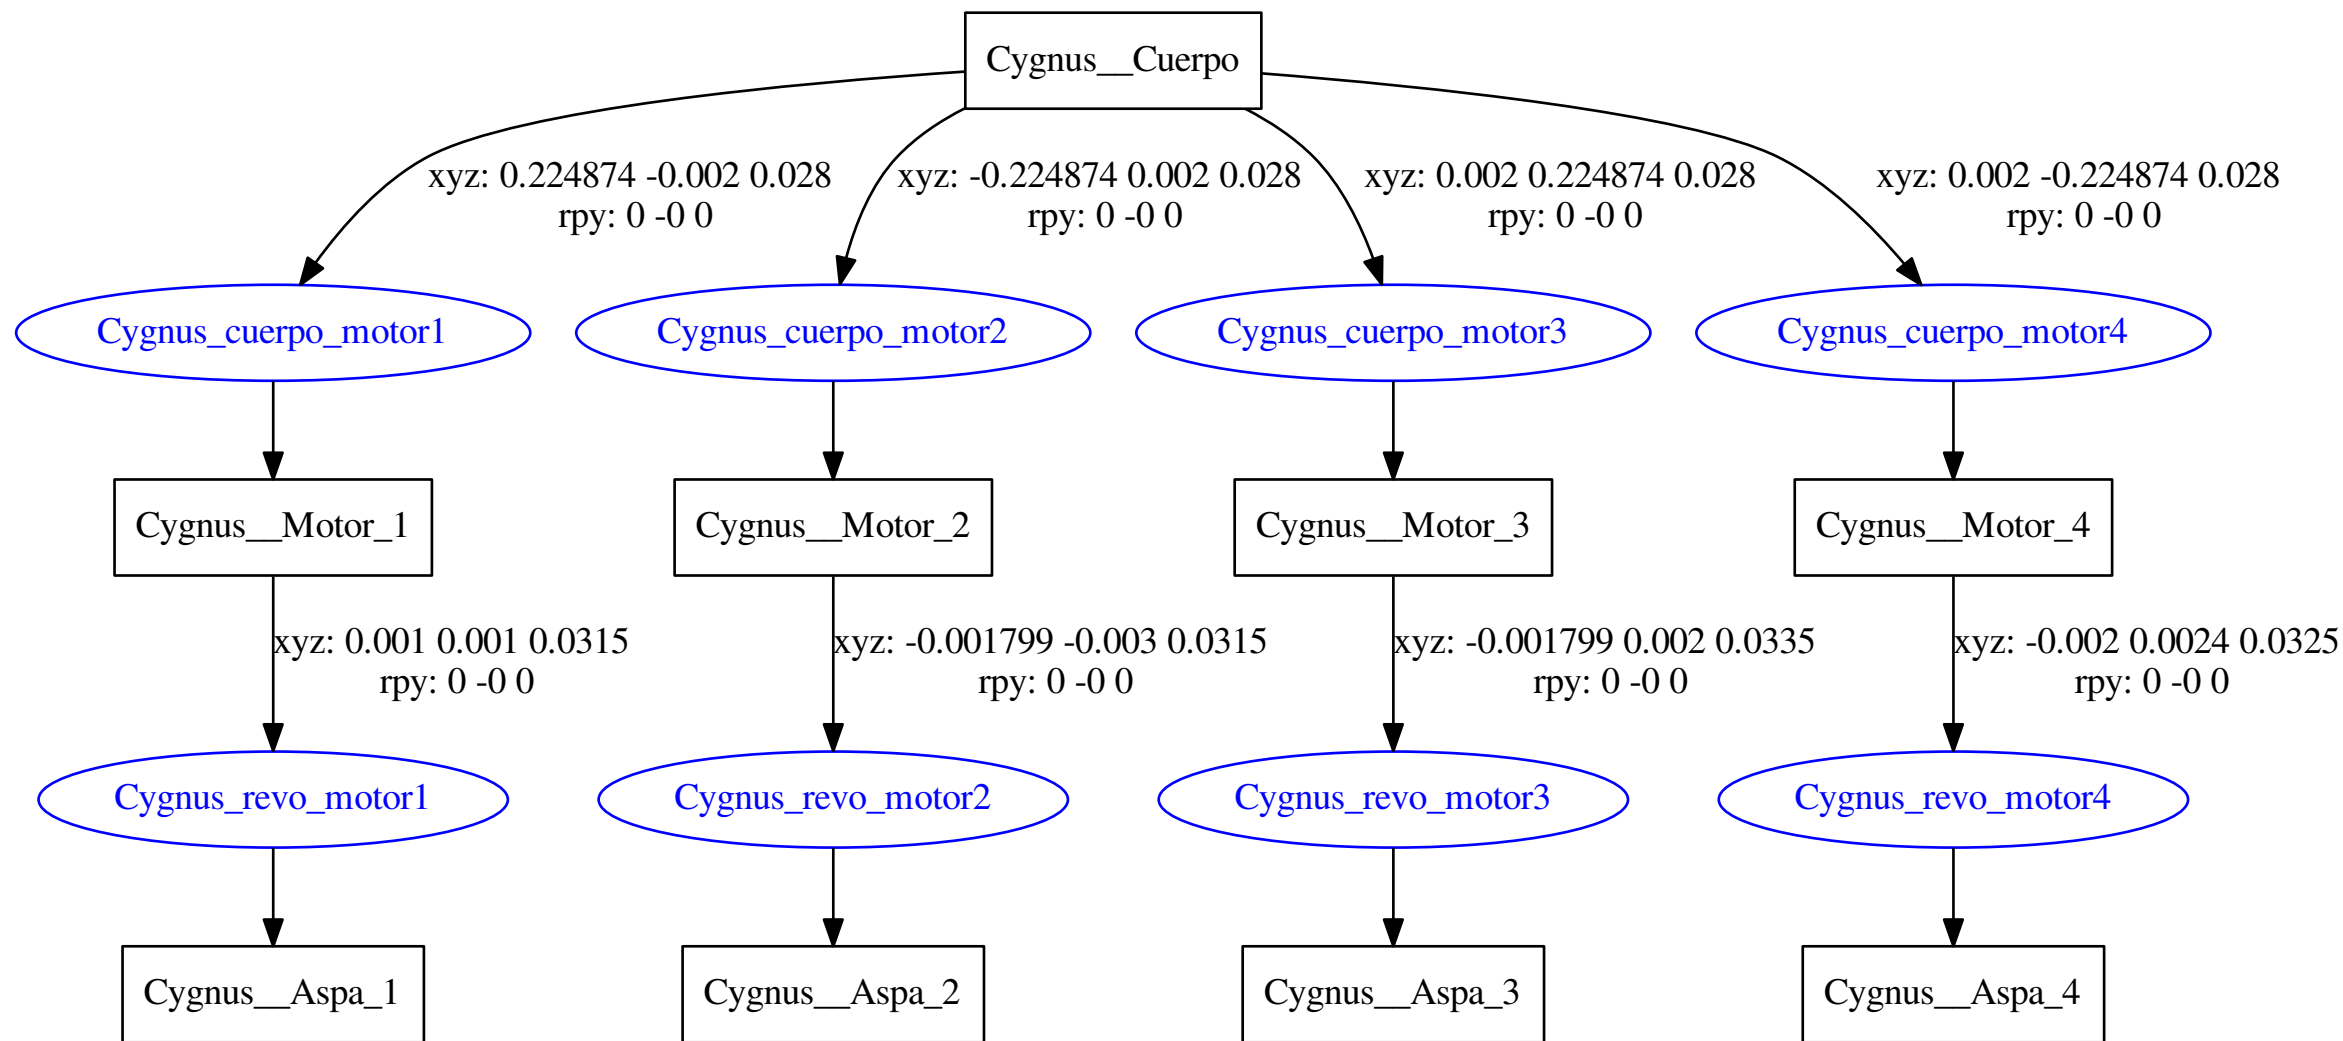 Cygnus__Cuerpo
xyz: 0.224874 -0.002 0.028
rpy: 0 -0 0
xyz: -0.224874 0.002 0.028
rpy: 0 -0 0
xyz: 0.002 0.224874 0.028
rpy: 0 -0 0
xyz: 0.002 -0.224874 0.028
rpy: 0 -0 0
Cygnus_cuerpo_motor1
Cygnus_cuerpo_motor2
Cygnus_cuerpo_motor3
Cygnus_cuerpo_motor4
Cygnus__Motor_1
Cygnus__Motor_2
Cygnus__Motor_3
Cygnus__Motor_4
xyz: 0.001 0.001 0.0315
rpy: 0 -0 0
xyz: -0.001799 -0.003 0.0315
rpy: 0 -0 0
xyz: -0.001799 0.002 0.0335
rpy: 0 -0 0
xyz: -0.002 0.0024 0.0325
rpy: 0 -0 0
Cygnus_revo_motor1
Cygnus_revo_motor2
Cygnus_revo_motor3
Cygnus_revo_motor4
Cygnus__Aspa_1
Cygnus__Aspa_2
Cygnus__Aspa_3
Cygnus__Aspa_4